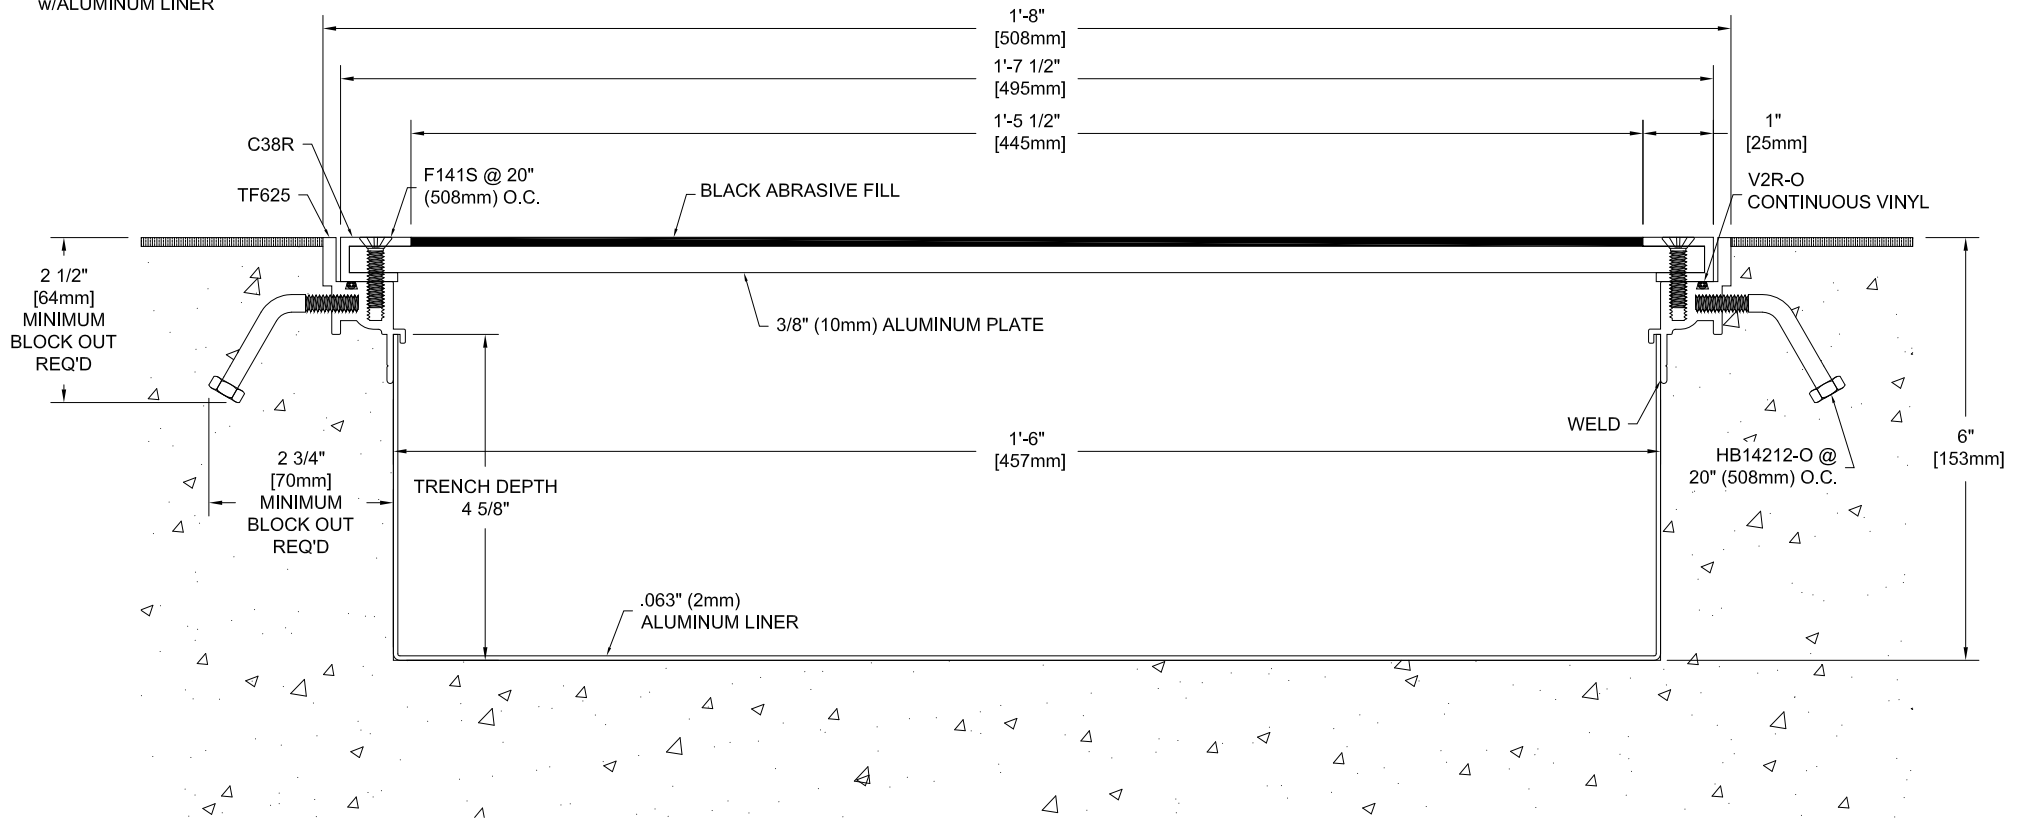 w/ALUMINUM LINER
1'-8"
[508mm]
1'-7 1/2"
[495mm]
1'-5 1/2"
[445mm]
1"
[25mm]
C38R
TF625
F141S @ 20"
(508mm) O.C.
BLACK ABRASIVE FILL
V2R-O
CONTINUOUS VINYL
2 1/2"
[64mm]
MINIMUM
BLOCK OUT
REQ'D
3/8" (10mm) ALUMINUM PLATE
2 3/4"
[70mm]
MINIMUM
BLOCK OUT
REQ'D
TRENCH DEPTH
4 5/8"
1'-6"
[457mm]
WELD
HB14212-O @
20" (508mm) O.C.
6"
[153mm]
.063" (2mm)
ALUMINUM LINER